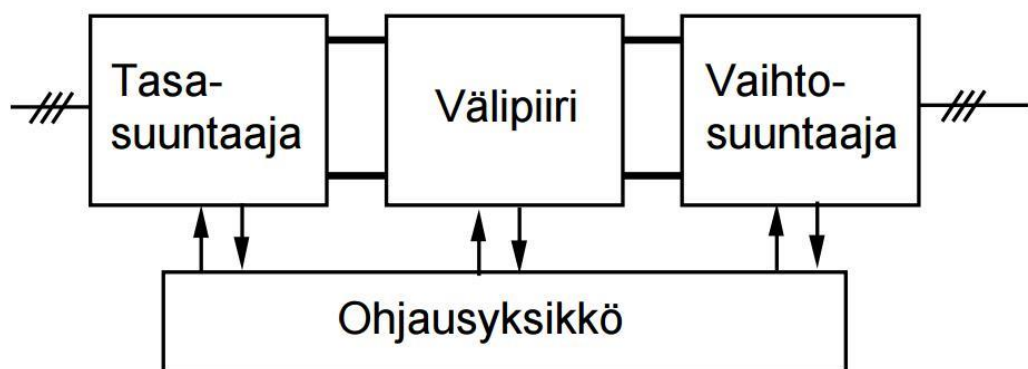 Tasa-
suuntaaja
Välipiiri
Vaihto-
suuntaaja
Ohjausyksikkö